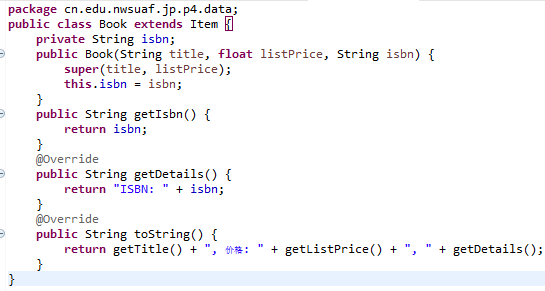 package cn.edu.nwsuaf.jp.p4.data;
public class Book extends Item {
    private String isbn;
    public Book(String title, float listPrice, String isbn) {
        super(title, listPrice);
        this.isbn = isbn;
    }
    public String getIsbn() {
        return isbn;
    }
    @Override
    public String getDetails() {
        return "ISBN: " + isbn;
    }
    @Override
    public String toString() {
        return getTitle() + ", 价格: " + getListPrice() + ", " + getDetails();
    }
}